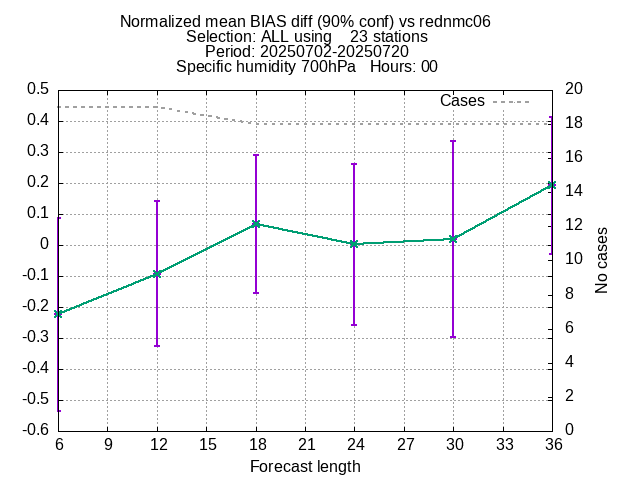 Normalized mean BIAS diff (90% conf) vs rednmc06
Selection: ALL using    23 stations
Period: 20250702-20250720
Specific humidity 700hPa   Hours: 00
Cases
0.5
0.4
0.3
0.2
0.1
0
-0.1
-0.2
-0.3
-0.4
-0.5
-0.6
20
18
16
14
12
10
8
6
4
2
0
No cases
6 9 12 15 18 21 24 27 30 33 36
Forecast length